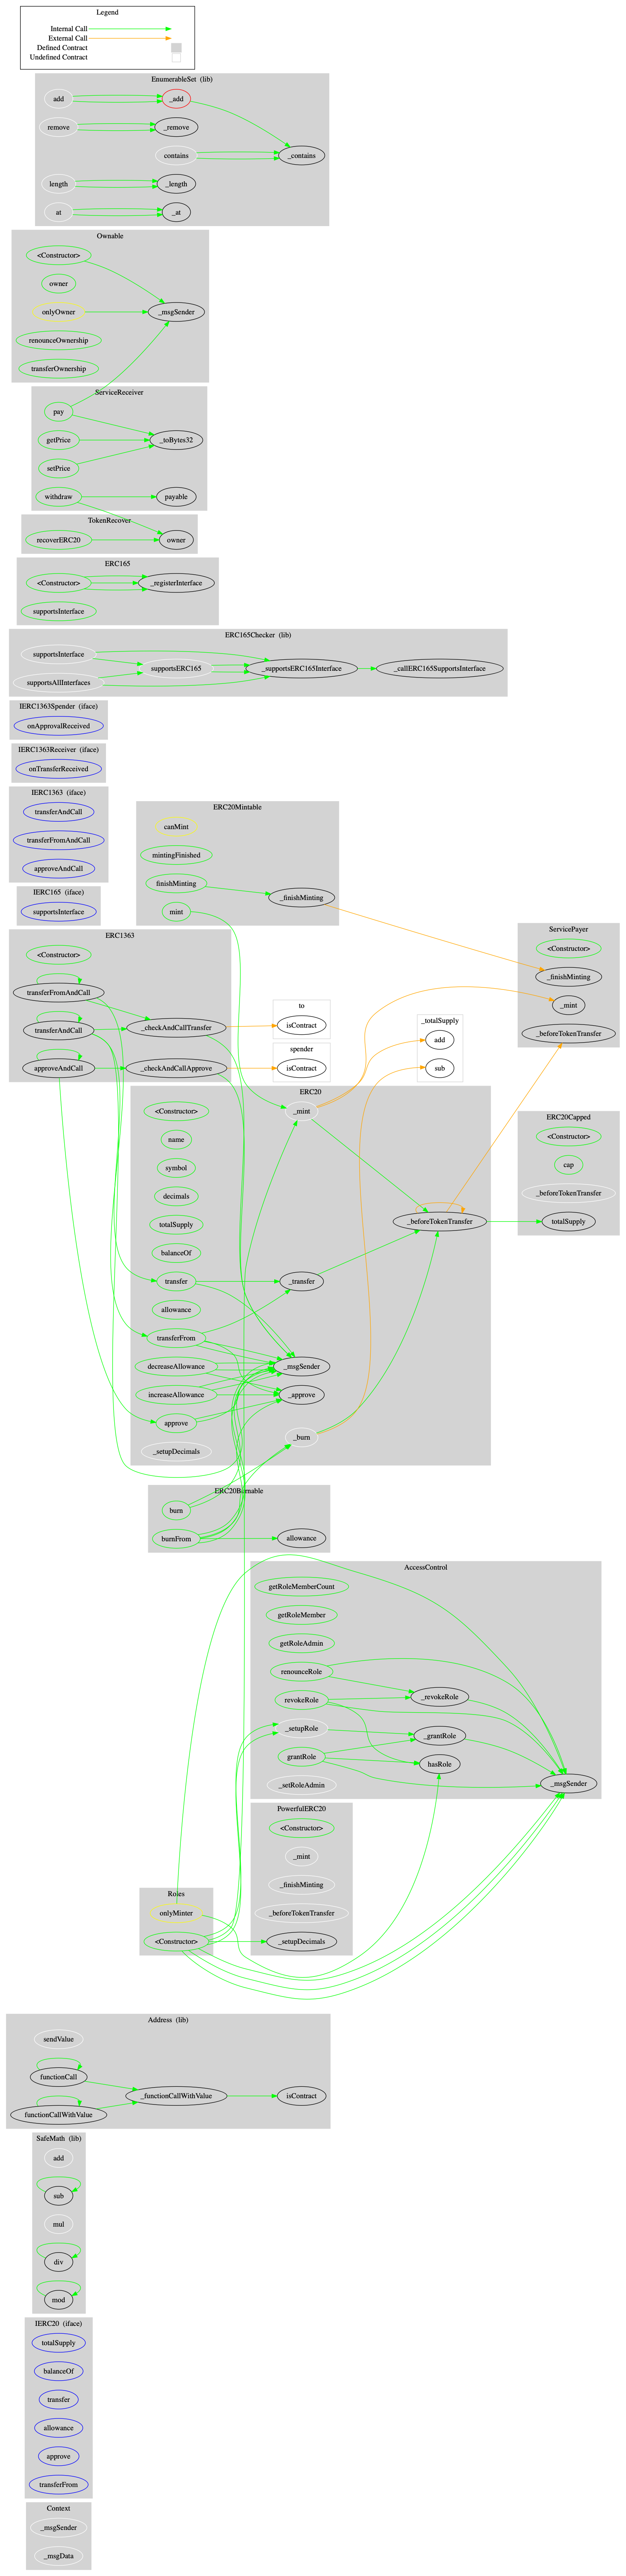 Legend
Internal Call
External Call
Defined Contract
Undefined Contract
EnumerableSet (lib)
add
_add
remove
_remove
contains
_contains
length
_length
at
_at
Ownable
<Constructor>
owner
onlyOwner
_msgSender
renounceOwnership
transferOwnership
ServiceReceiver
pay
getPrice
_toBytes32
setPrice
withdraw
payable
TokenRecover
recoverERC20
owner
ERC165
<Constructor>
_registerInterface
supportsInterface
ERC165Checker (lib)
supportsInterface
supportsERC165
_supportsERC165Interface
_callERC165SupportsInterface
supportsAllInterfaces
IERC1363Spender (iface)
onApprovalReceived
IERC1363Receiver (iface)
onTransferReceived
IERC1363 (iface)
transferAndCall
transferFromAndCall
approveAndCall
IERC165 (iface)
supportsInterface
ERC20Mintable
canMint
mintingFinished
finishMinting
_finishMinting
mint
ERC1363
<Constructor>
transferFromAndCall
transferAndCall
_checkAndCallTransfer
approveAndCall
_checkAndCallApprove
to
isContract
spender
isContract
_totalSupply
add
sub
ServicePayer
<Constructor>
_finishMinting
_mint
_beforeTokenTransfer
ERC20Capped
<Constructor>
cap
_beforeTokenTransfer
totalSupply
ERC20
<Constructor>
_mint
name
symbol
decimals
totalSupply
_beforeTokenTransfer
balanceOf
transfer
_transfer
allowance
transferFrom
decreaseAllowance
_msgSender
increaseAllowance
_approve
approve
_burn
_setupDecimals
ERC20Burnable
burn
burnFrom
allowance
AccessControl
getRoleMemberCount
getRoleMember
getRoleAdmin
renounceRole
revokeRole
_revokeRole
_setupRole
_grantRole
grantRole
hasRole
_setRoleAdmin
_msgSender
PowerfulERC20
<Constructor>
_mint
_finishMinting
_beforeTokenTransfer
_setupDecimals
Roles
onlyMinter
<Constructor>
Address (lib)
sendValue
functionCall
_functionCallWithValue
isContract
functionCallWithValue
SafeMath (lib)
add
sub
mul
div
mod
IERC20 (iface)
totalSupply
balanceOf
transfer
allowance
approve
transferFrom
Context
_msgSender
_msgData